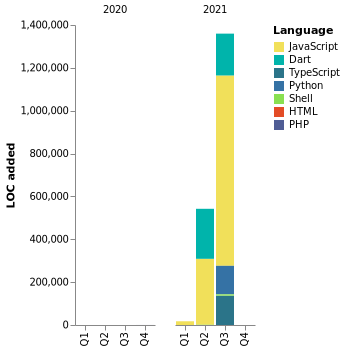 2020 2021
Language
JavaScript
Dart
TypeScript
Python
Shell
HTML
PHP
LOC added
1,400,000
1,200,000
1,000,000
800,000
600,000
400,000
200,000
0
Q1 Q2 Q3 Q4 Q1 Q2 Q3 Q4